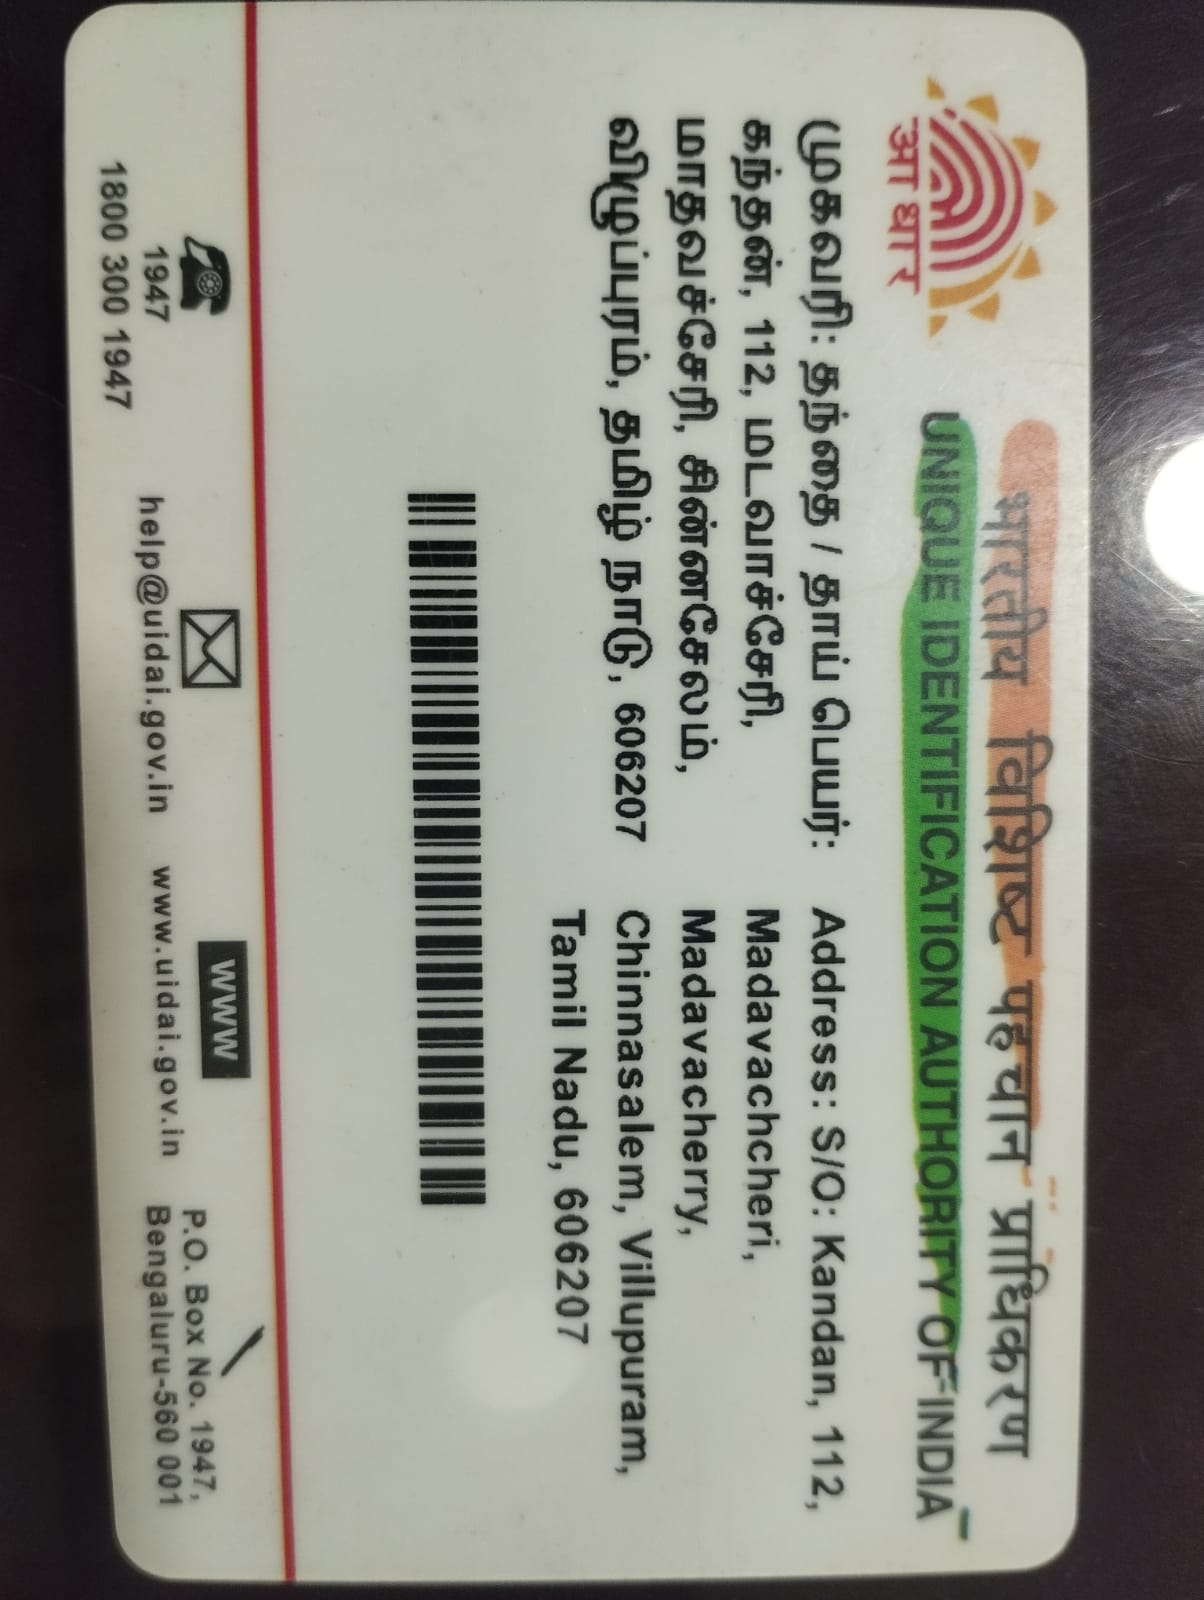 भारतीय विशिष्ट पहचान प्राधिकरण
UNIQUE IDENTIFICATION AUTHORITY OF INDIA
आधार
முகவரி: தந்தை / தாய் பெயர்:
கந்தன், 112, மடவாச்சேரி,
மாதவச்சேரி, சின்னசேலம்,
விழுப்புரம், தமிழ் நாடு, 606207
Address: S/O: Kandan, 112,
Madavachcheri,
Madavacherry,
Chinnasalem, Villupuram,
Tamil Nadu, 606207
1947
1800 300 1947
help@uidai.gov.in
WWW
www.uidai.gov.in
P.O. Box No. 1947,
Bengaluru-560 001